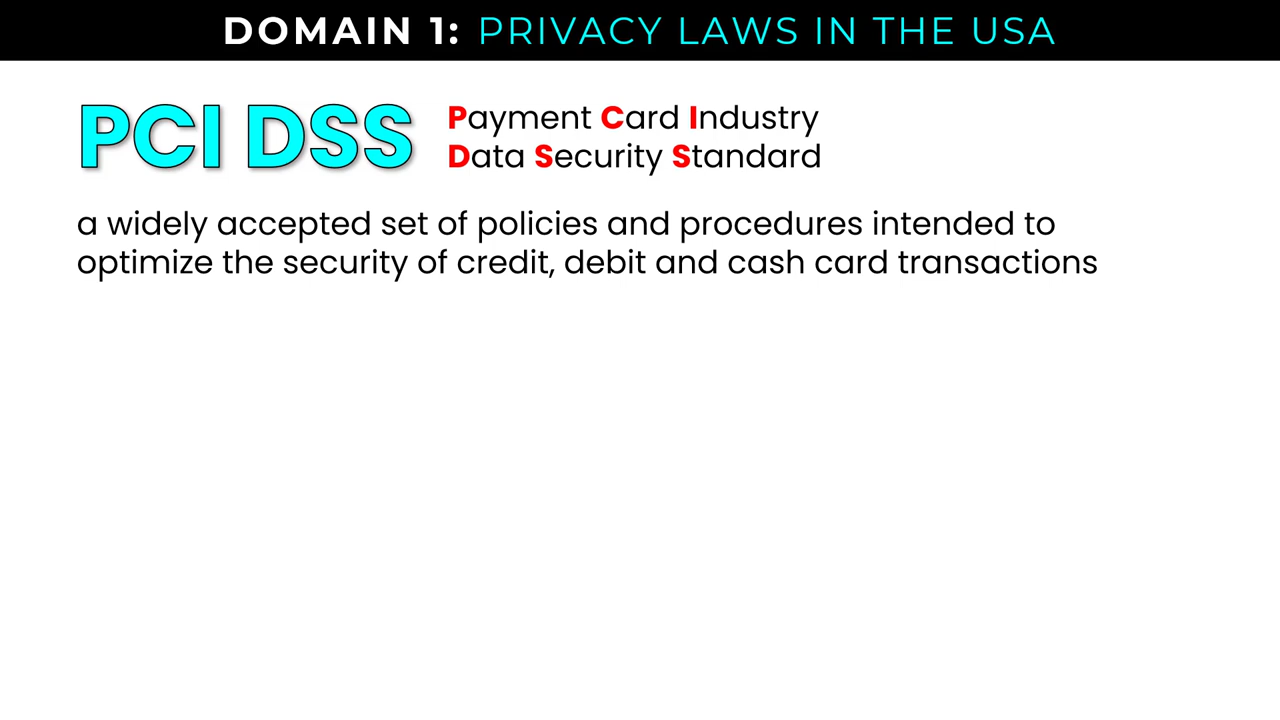 DOMAIN 1: PRIVACY LAWS IN THE USA
PCI DSS
Payment Card Industry
Data Security Standard
a widely accepted set of policies and procedures intended to
optimize the security of credit, debit and cash card transactions